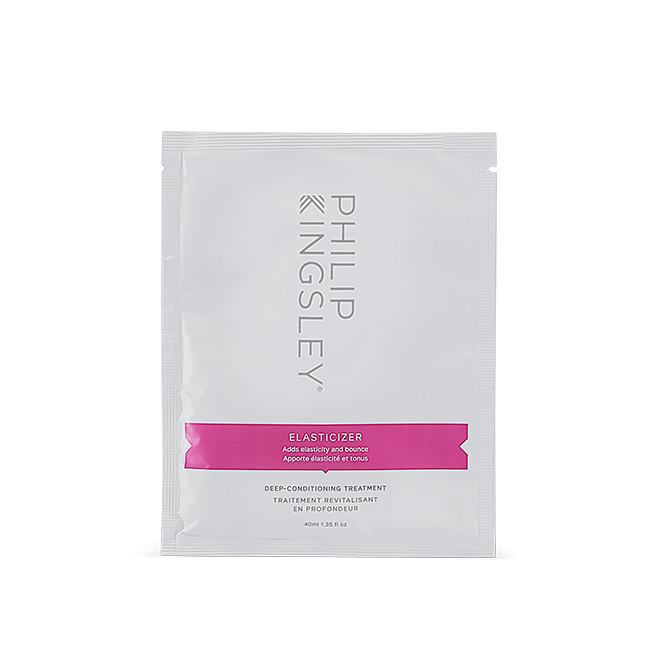 PHILIP
KINGSLEY®
ELASTICIZER
Adds elasticity and bounce
Apporte élasticité et tonus
DEEP-CONDITIONING TREATMENT
TRAITEMENT REVITALISANT
EN PROFONDEUR
40ml 1.35 fl oz